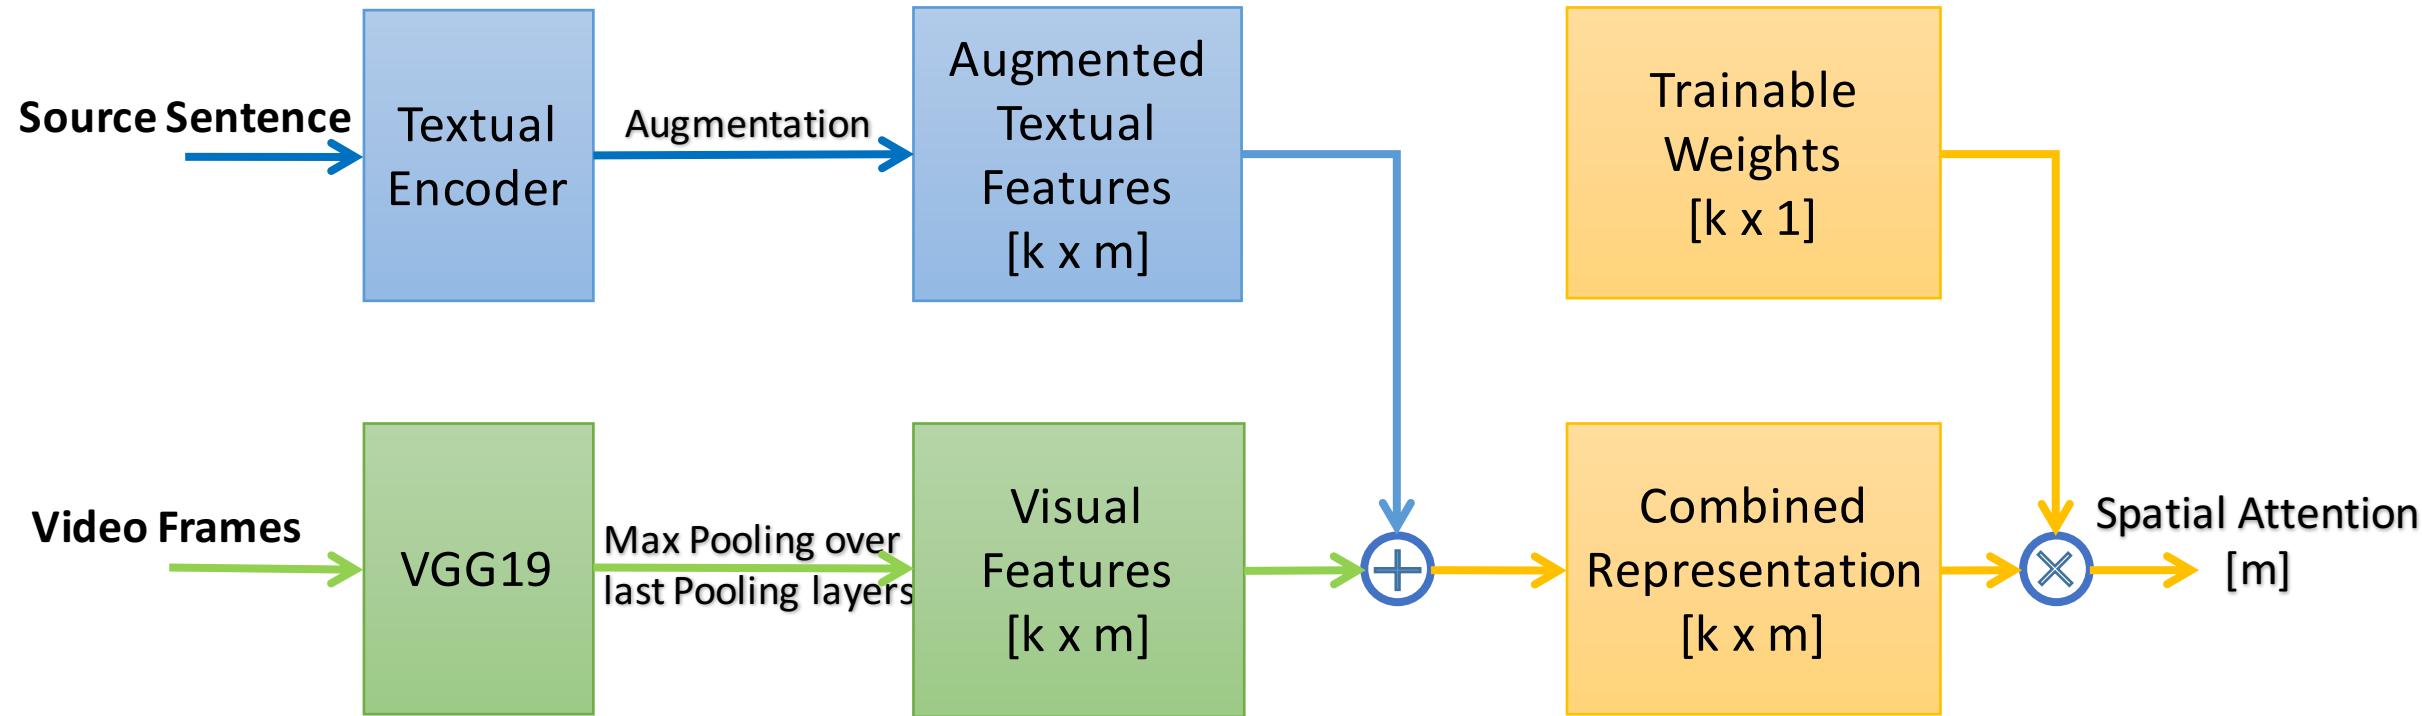 Source Sentence
Textual
Encoder
Augmentation
Augmented
Textual
Features
[k x m]
Trainable
Weights
[k x 1]
Video Frames
VGG19
Max Pooling over
last Pooling layers
Visual
Features
[k x m]
Combined
Representation
[k x m]
Spatial Attention
[m]